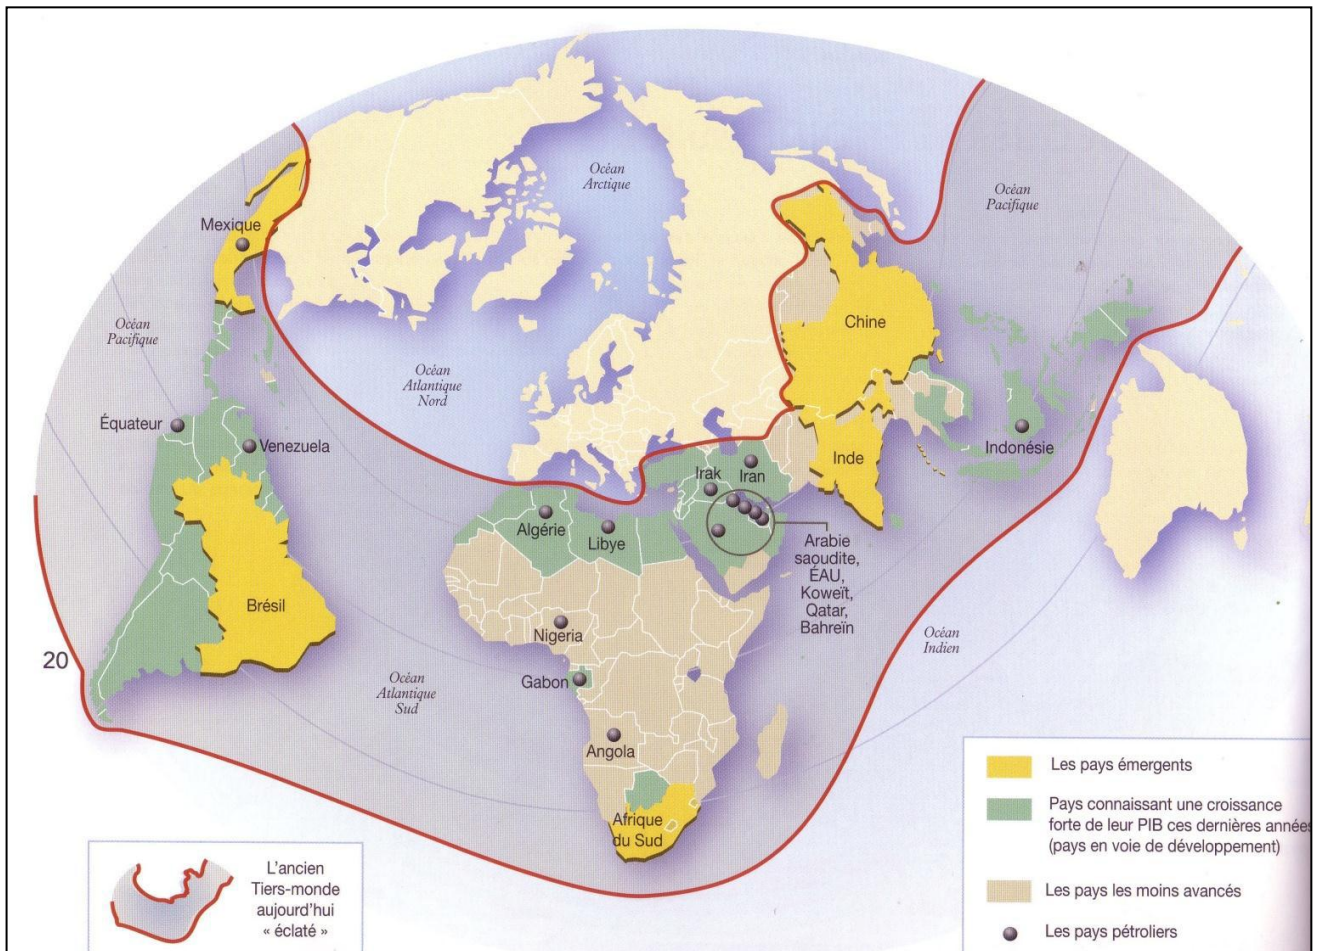 Océan
Arctique
Océan
Pacifique
Mexique
Océan
Pacifique
Chine
Océan
Atlantique
Nord
Équateur
Venezuela
Indonésie
Inde
Irak
Iran
Algérie
Libye
Arabie
saoudite,
ÉAU,
Koweït,
Qatar,
Bahreïn
Brésil
Nigeria
Océan
Indien
20
Océan
Atlantique
Sud
Gabon
Angola
Afrique
du Sud
Les pays émergents
Pays connaissant une croissance
forte de leur PIB ces dernières années
(pays en voie de développement)
Les pays les moins avancés
Les pays pétroliers
L'ancien
Tiers-monde
aujourd'hui
« éclaté »